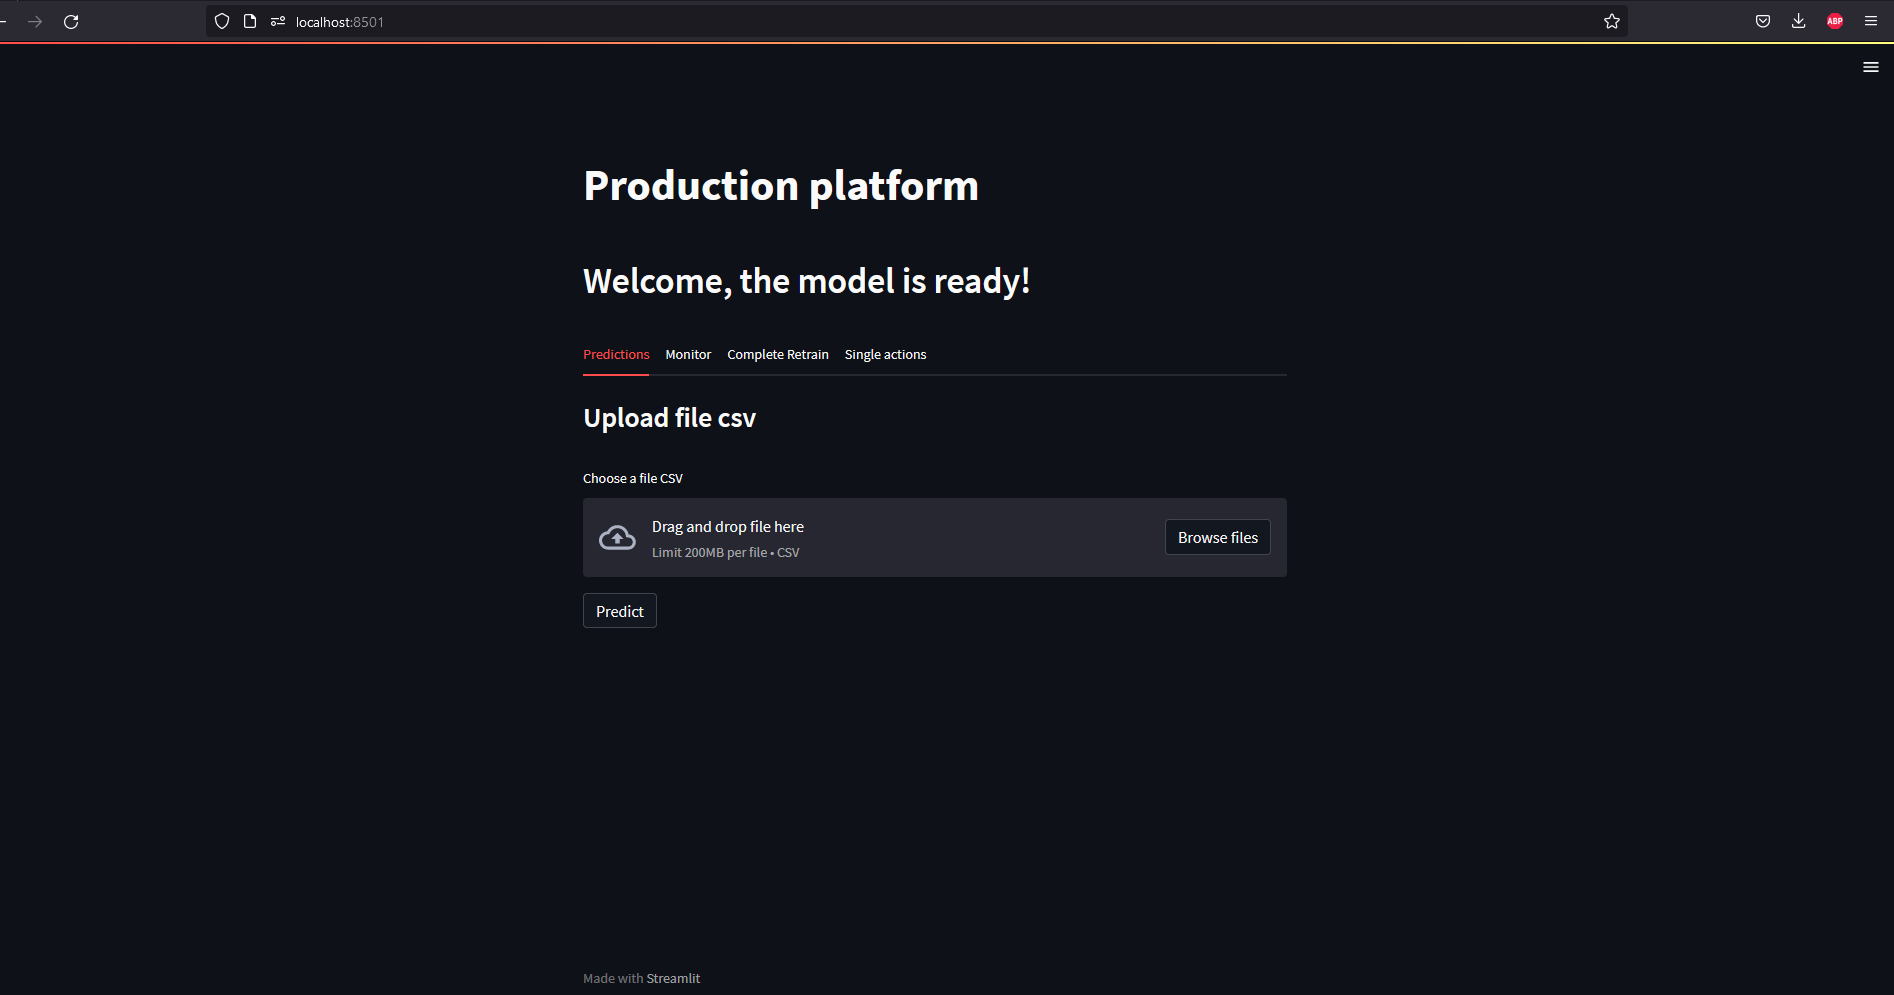 localhost:8501
ABP
Production platform
Welcome, the model is ready!
Predictions Monitor Complete Retrain Single actions
Upload file csv
Choose a file CSV
Drag and drop file here
Limit 200MB per file • CSV
Browse files
Predict
Made with Streamlit